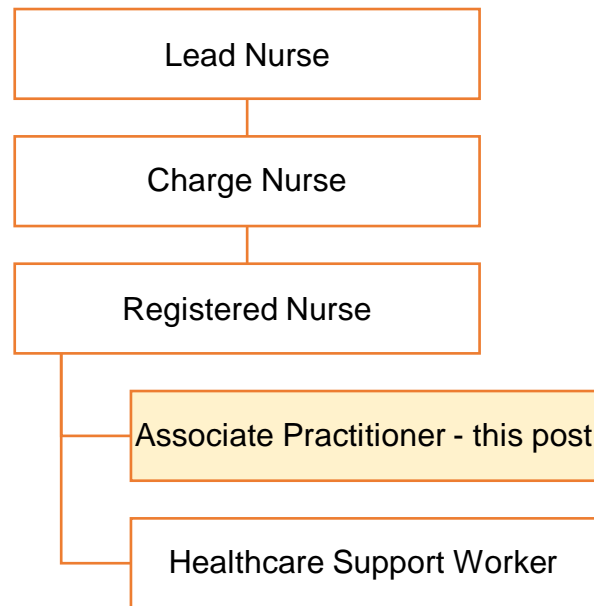 Lead Nurse
Charge Nurse
Registered Nurse
Associate Practitioner - this post
Healthcare Support Worker